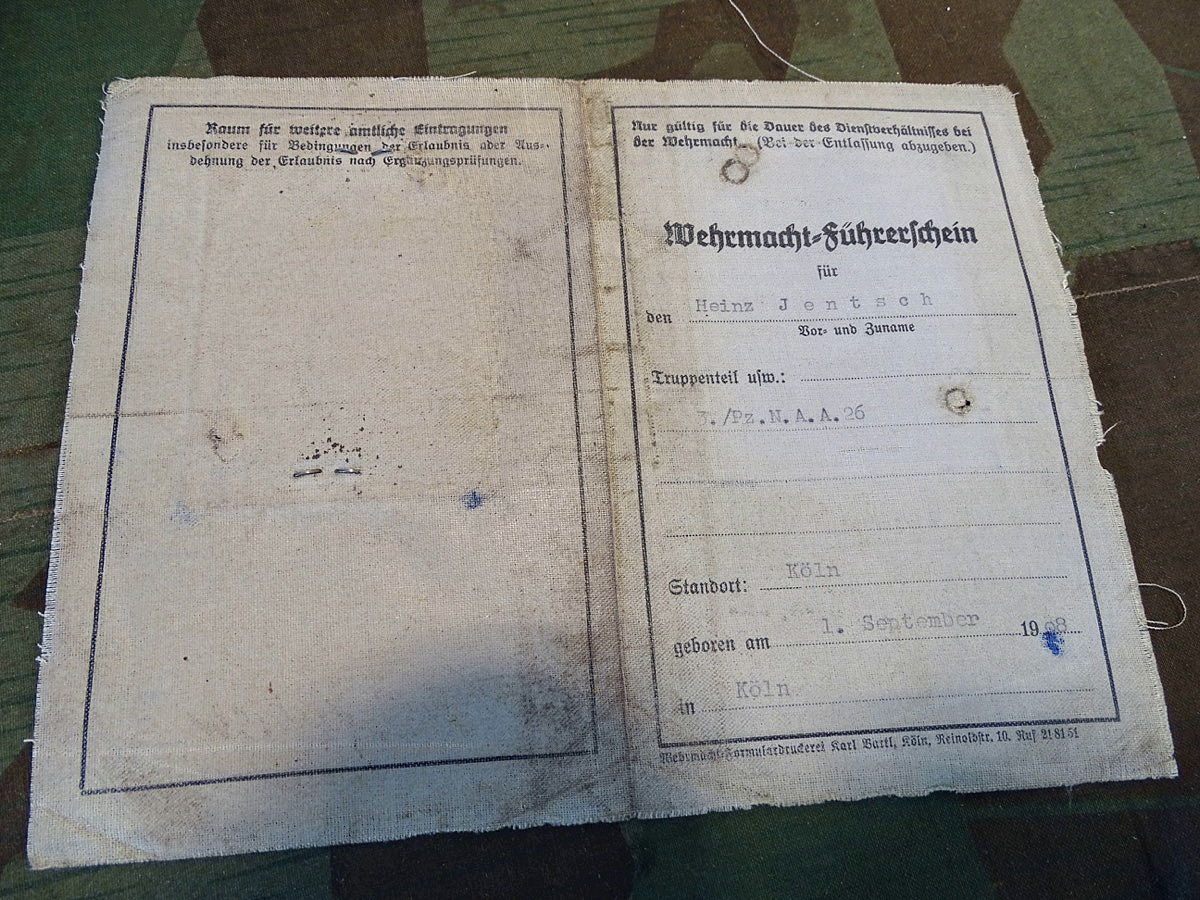 Raum für weitere amtliche Eintragungen
insbesondere für Bedingungen der Erlaubnis oder Aus-
dehnung der Erlaubnis nach Ergänzungsprüfungen.
Nur gültig für die Dauer des Dienstverhältnisses bei
der Wehrmacht. (Bei der Entlassung abzugeben.)
Wehrmacht-Führerschein
für
den Heinz Jentsch
Vor- und Zuname
Truppenteil usw.:
/Pz.N.A.A.26
Standort: Köln
geboren am 1. September 19 8
in Köln
Wehrmacht-Formulardruckerei Karl Bartl, Köln, Reinoldstr. 10. Ruf 21 81 51